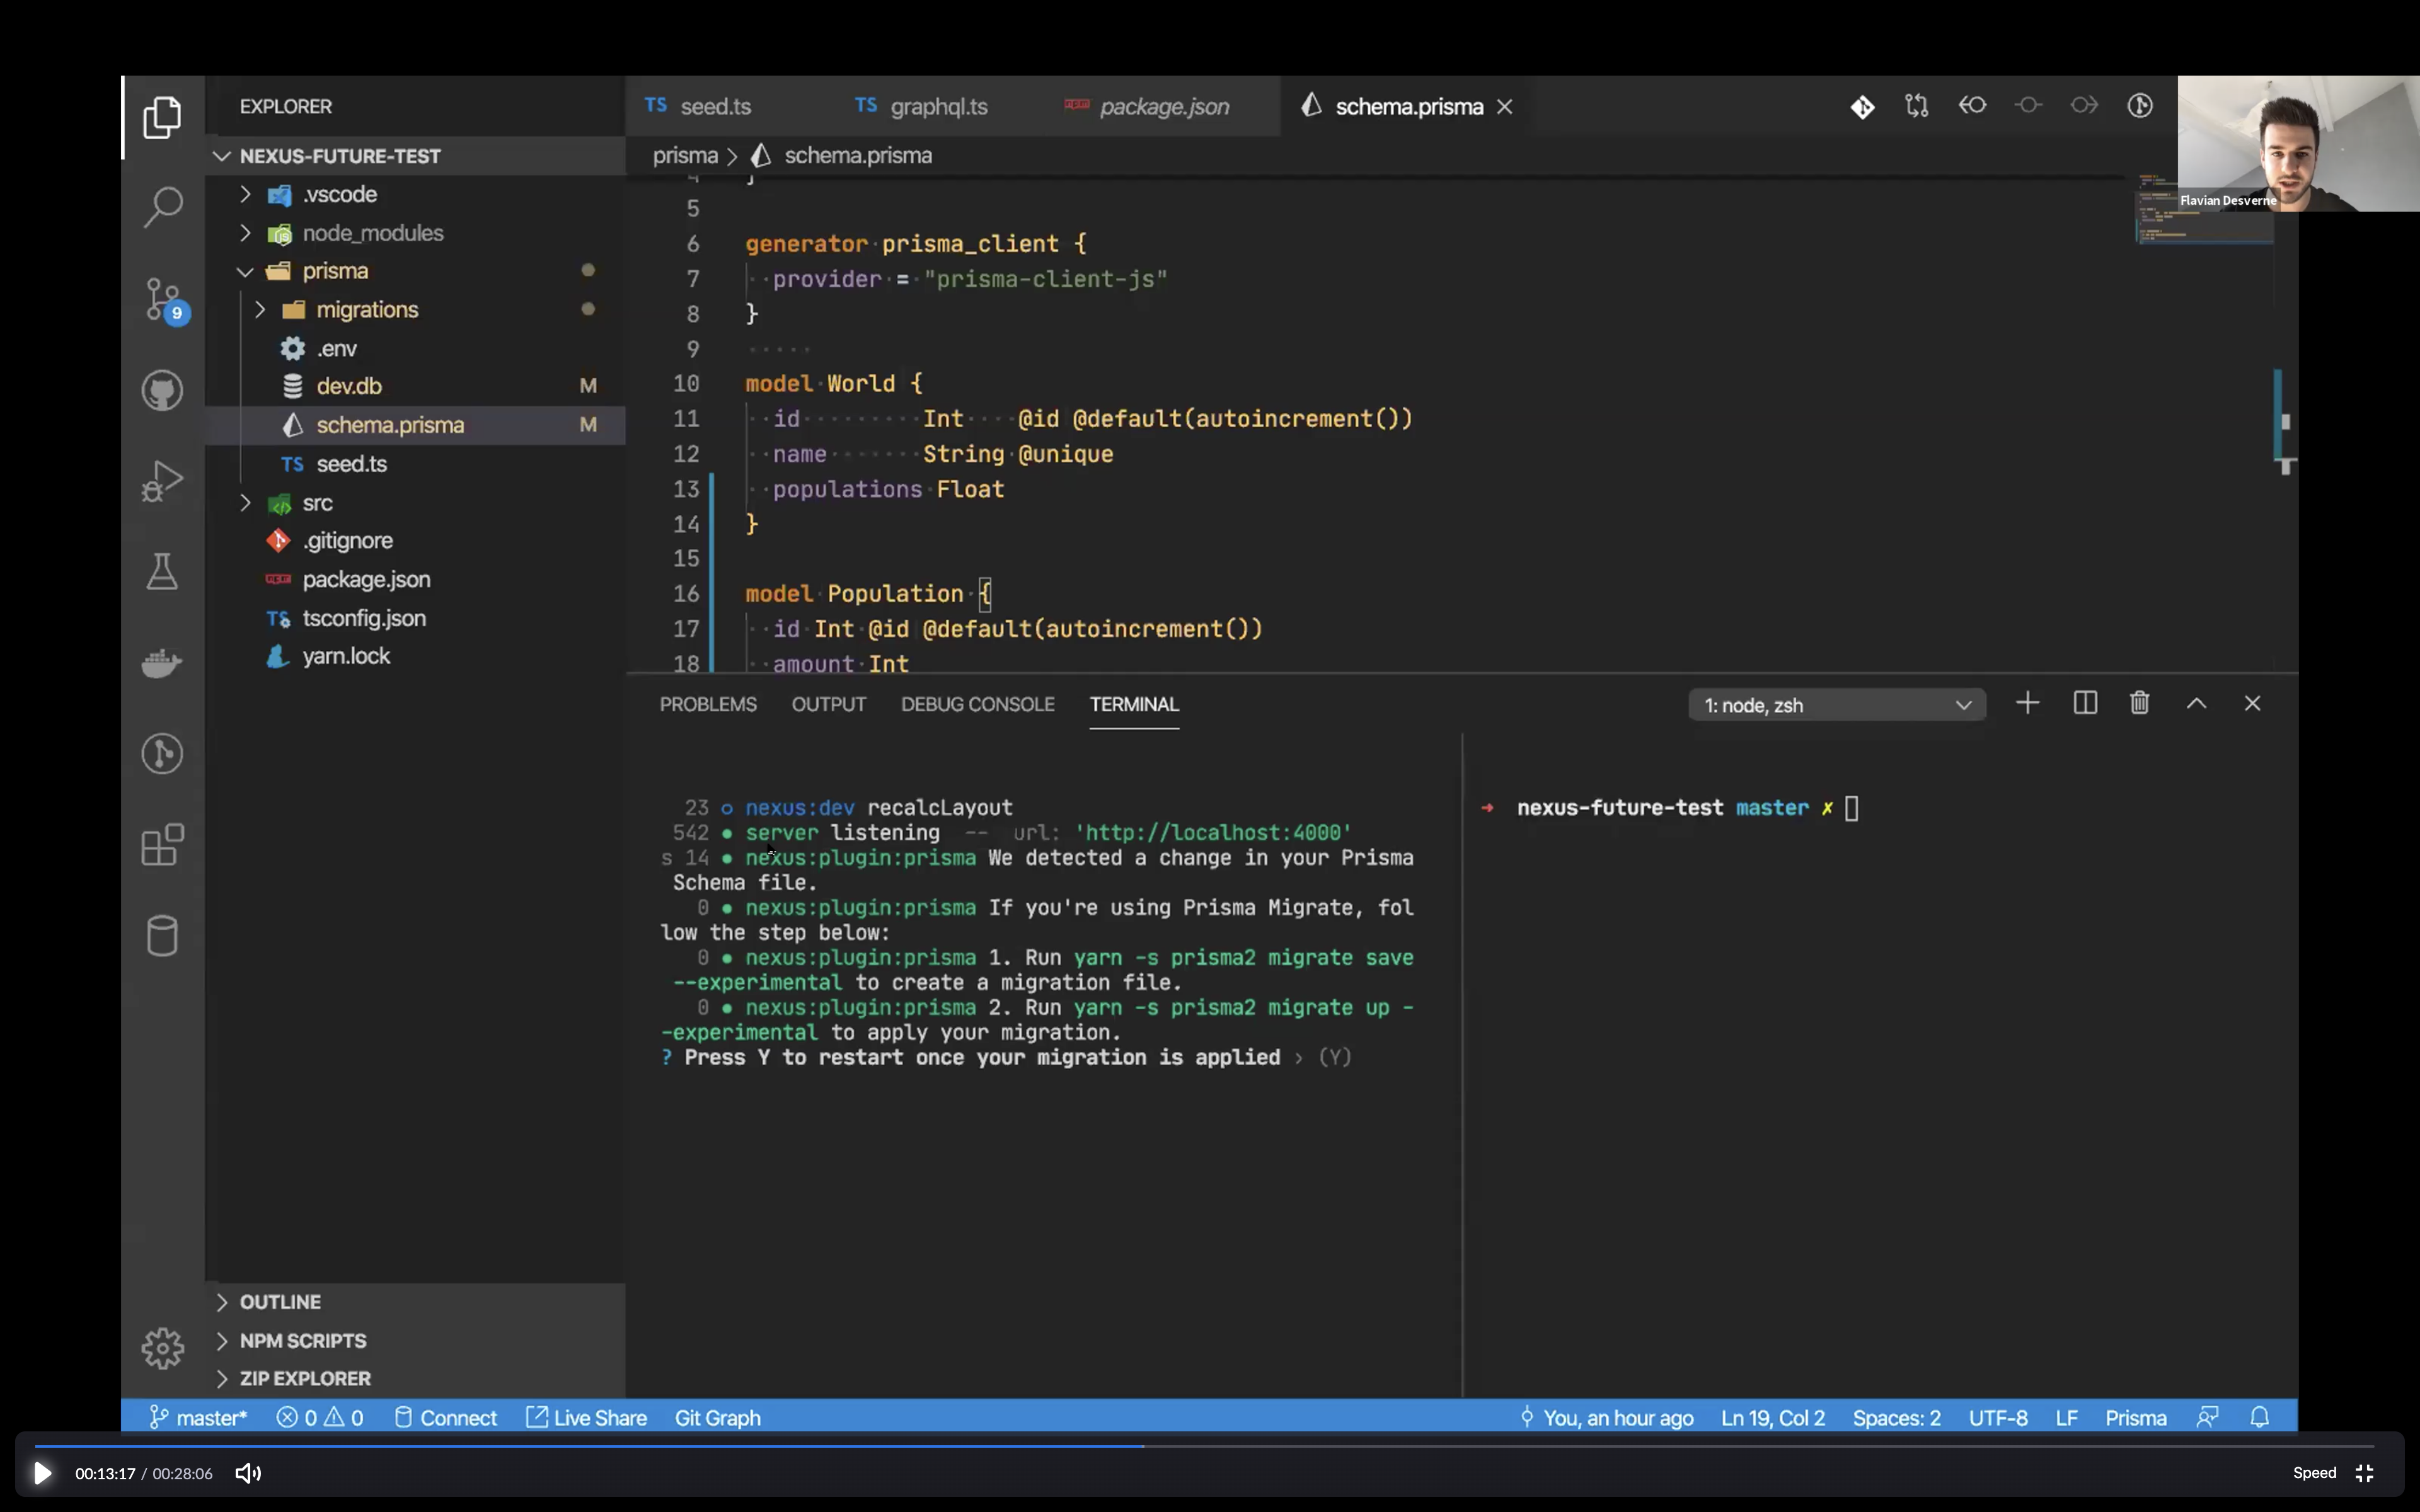 EXPLORER
NEXUS-FUTURE-TEST
.vscode
node_modules
prisma
migrations
.env
dev.db M
schema.prisma M
TS seed.ts
src
.gitignore
package.json
tsconfig.json
yarn.lock
OUTLINE
NPM SCRIPTS
ZIP EXPLORER
9
TS seed.ts
TS graphql.ts
package.json
schema.prisma
prisma > schema.prisma
4 }
5
6 generator prisma_client {
7 provider = "prisma-client-js"
8 }
9
10 model World {
11 id Int @id @default(autoincrement())
12 name String @unique
13 populations Float
14 }
15
16 model Population {
17 id Int @id @default(autoincrement())
18 amount Int
Flavian Desverne
PROBLEMS OUTPUT DEBUG CONSOLE TERMINAL
1: node, zsh
23 ○ nexus:dev recalcLayout
542 ● server listening -- url: 'http://localhost:4000'
s 14 ● nexus:plugin:prisma We detected a change in your Prisma
Schema file.
0 ● nexus:plugin:prisma If you're using Prisma Migrate, fol
low the step below:
0 ● nexus:plugin:prisma 1. Run yarn -s prisma2 migrate save
--experimental to create a migration file.
0 ● nexus:plugin:prisma 2. Run yarn -s prisma2 migrate up -
-experimental to apply your migration.
? Press Y to restart once your migration is applied › (Y)
➜ nexus-future-test master ✗
master* 0 0 Connect Live Share Git Graph
You, an hour ago Ln 19, Col 2 Spaces: 2 UTF-8 LF Prisma
00:13:17 / 00:28:06
Speed